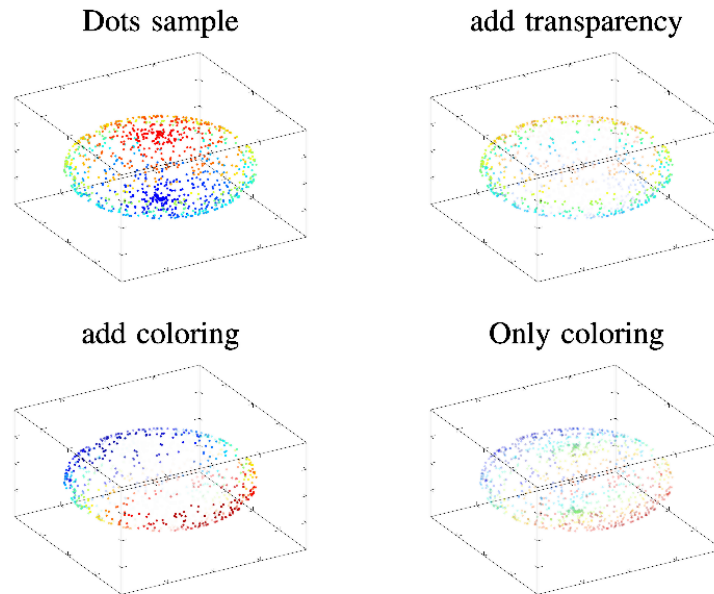 Dots sample
add transparency
add coloring
Only coloring